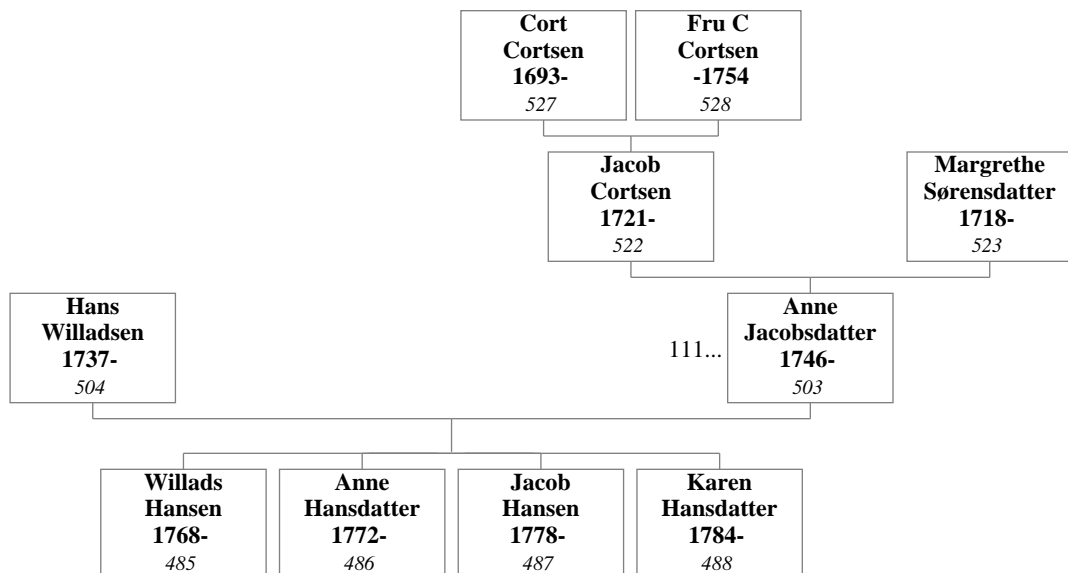 Cort
Cortsen
1693-
527
Fru C
Cortsen
-1754
528
Jacob
Cortsen
1721-
522
Margrethe
Sørensdatter
1718-
523
Hans
Willadsen
1737-
504
111...
Anne
Jacobsdatter
1746-
503
Willads
Hansen
1768-
485
Anne
Hansdatter
1772-
486
Jacob
Hansen
1778-
487
Karen
Hansdatter
1784-
488